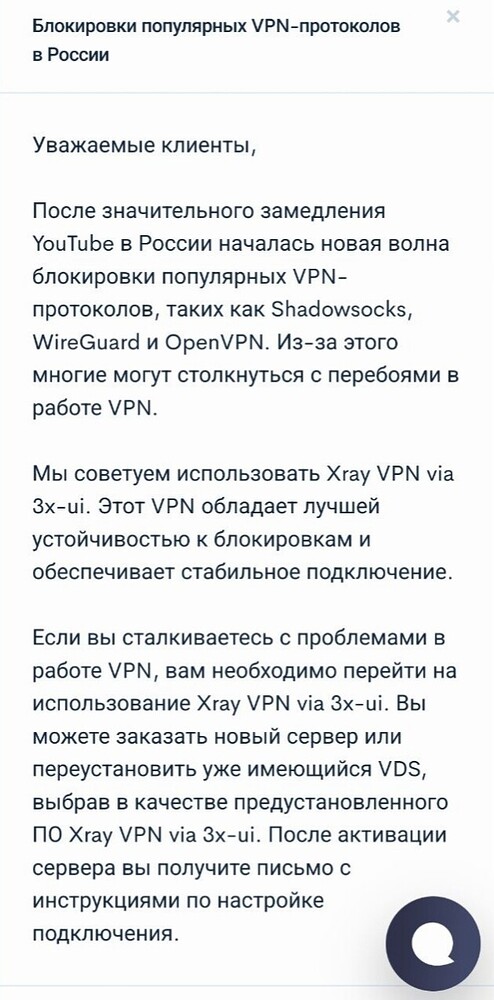 Блокировки популярных VPN-протоколов
в России
×
Уважаемые клиенты,
После значительного замедления
YouTube в России началась новая волна
блокировки популярных VPN-
протоколов, таких как Shadowsocks,
WireGuard и OpenVPN. Из-за этого
многие могут столкнуться с перебоями в
работе VPN.
Мы советуем использовать Xray VPN via
3x-ui. Этот VPN обладает лучшей
устойчивостью к блокировкам и
обеспечивает стабильное подключение.
Если вы сталкиваетесь с проблемами в
работе VPN, вам необходимо перейти на
использование Xray VPN via 3x-ui. Вы
можете заказать новый сервер или
переустановить уже имеющийся VDS,
выбрав в качестве предустановленного
ПО Xray VPN via 3x-ui. После активации
сервера вы получите письмо с
инструкциями по настройке
подключения.